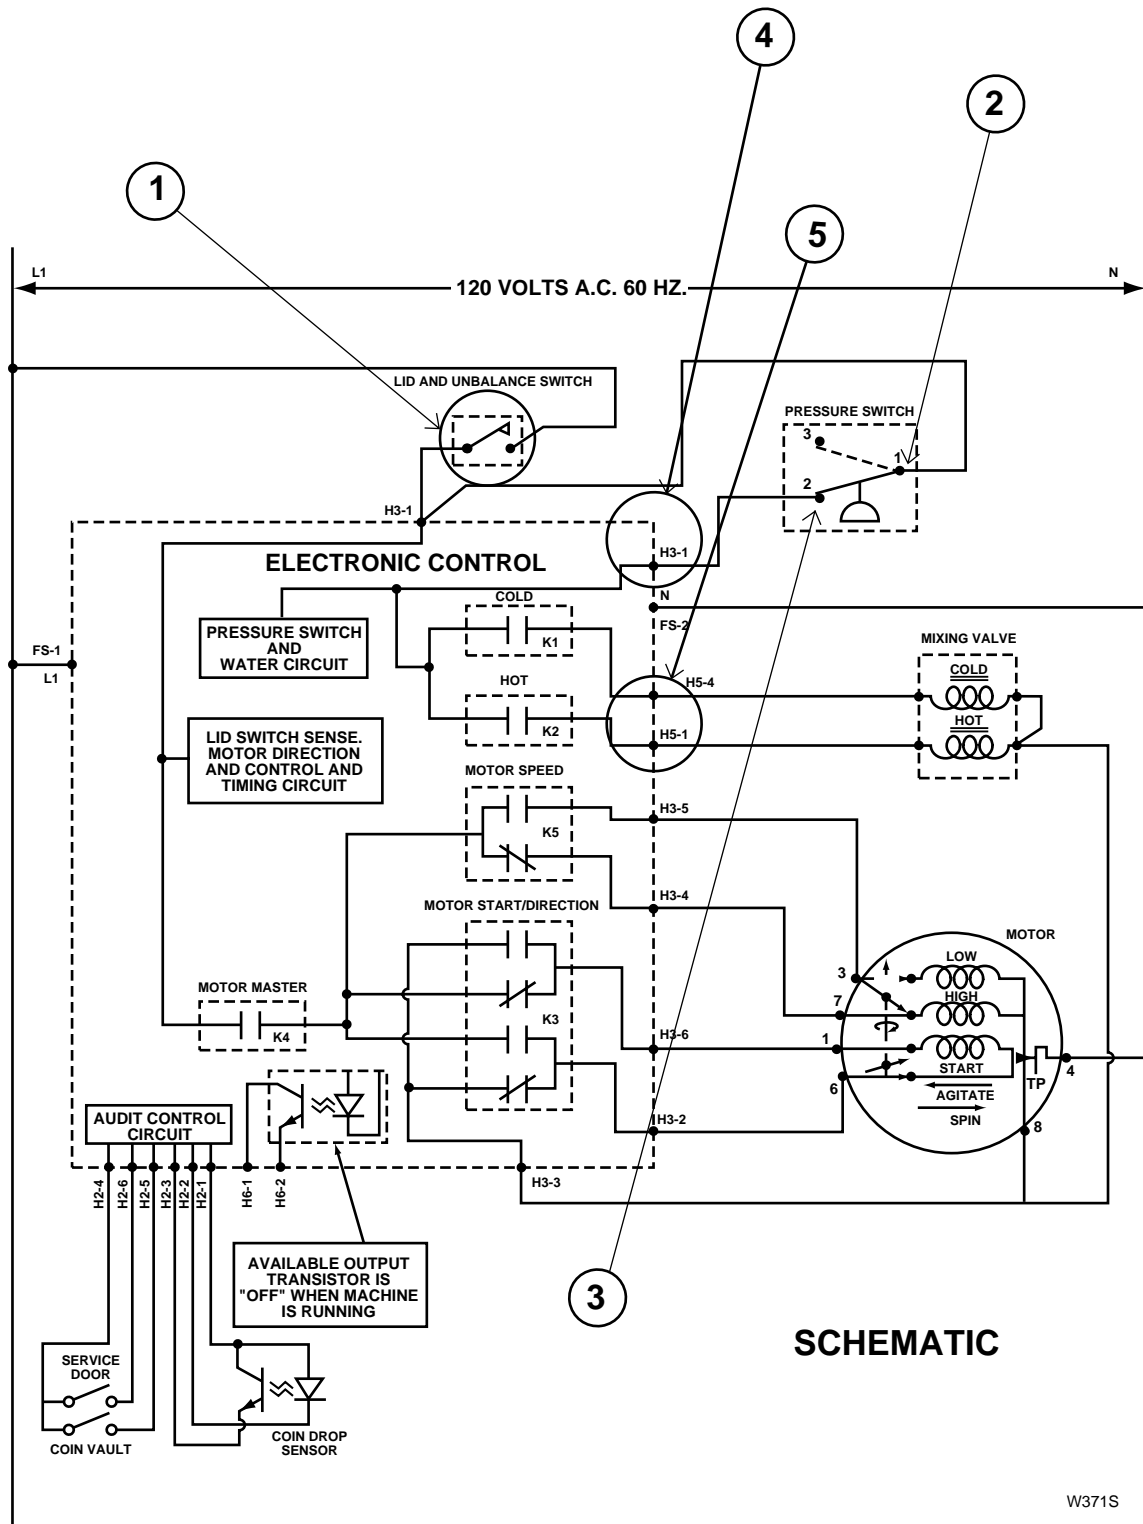 4
2
1
5
L1
N
120 VOLTS A.C. 60 HZ.
LID AND UNBALANCE SWITCH
PRESSURE SWITCH
3
1
2
H3-1
ELECTRONIC CONTROL
H3-1
COLD
N
FS-2
K1
PRESSURE SWITCH
AND
WATER CIRCUIT
MIXING VALVE
COLD
FS-1
L1
HOT
H5-4
K2
HOT
H5-1
LID SWITCH SENSE.
MOTOR DIRECTION
AND CONTROL AND
TIMING CIRCUIT
MOTOR SPEED
H3-5
K5
H3-4
MOTOR START/DIRECTION
MOTOR
LOW
3
HIGH
7
MOTOR MASTER
K4
K3
H3-6
1
START
TP
4
6
AGITATE
SPIN
8
H3-2
AUDIT CONTROL
CIRCUIT
H3-3
H2-4
H2-6
H2-5
H2-3
H2-2
H2-1
H6-1
H6-2
AVAILABLE OUTPUT
TRANSISTOR IS
"OFF" WHEN MACHINE
IS RUNNING
3
SCHEMATIC
SERVICE
DOOR
COIN VAULT
COIN DROP
SENSOR
W371S